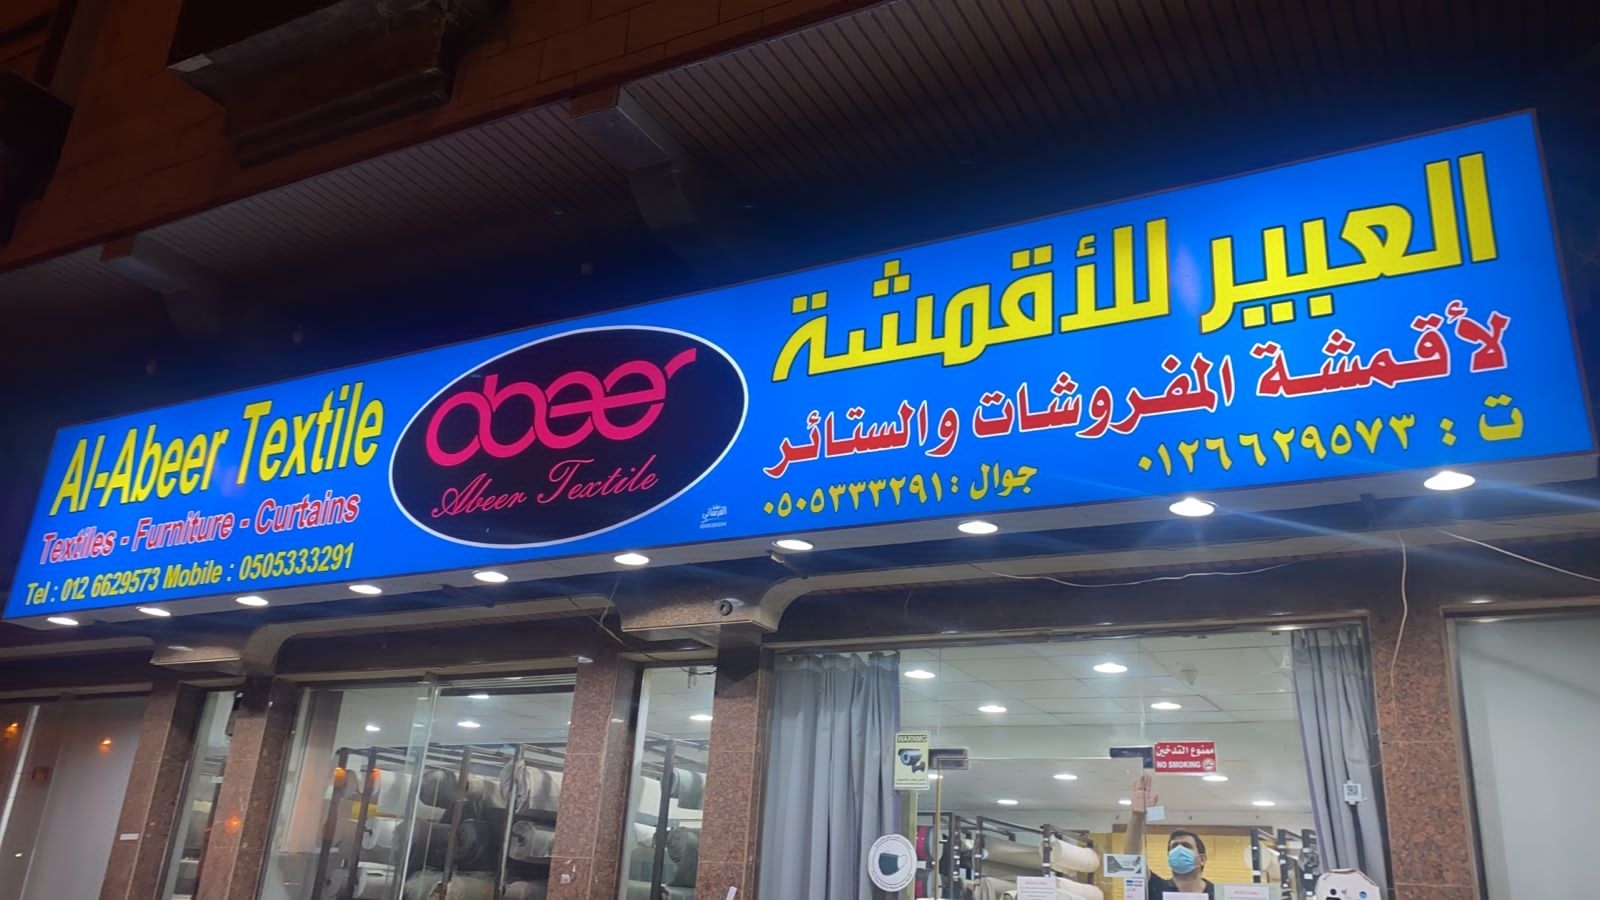 العبير للأقمشة
لأقمشة المفروشات والستائر
ت : ٠١٢٦٦٢٩٥٧٣
جوال : ٠٥٠٥٣٣٣٢٩١
abeer
Abeer Textile
Al-Abeer Textile
Textiles - Furniture - Curtains
Tel : 012 6629573 Mobile : 0505333291
WARNING
ممنوع التدخين
NO SMOKING